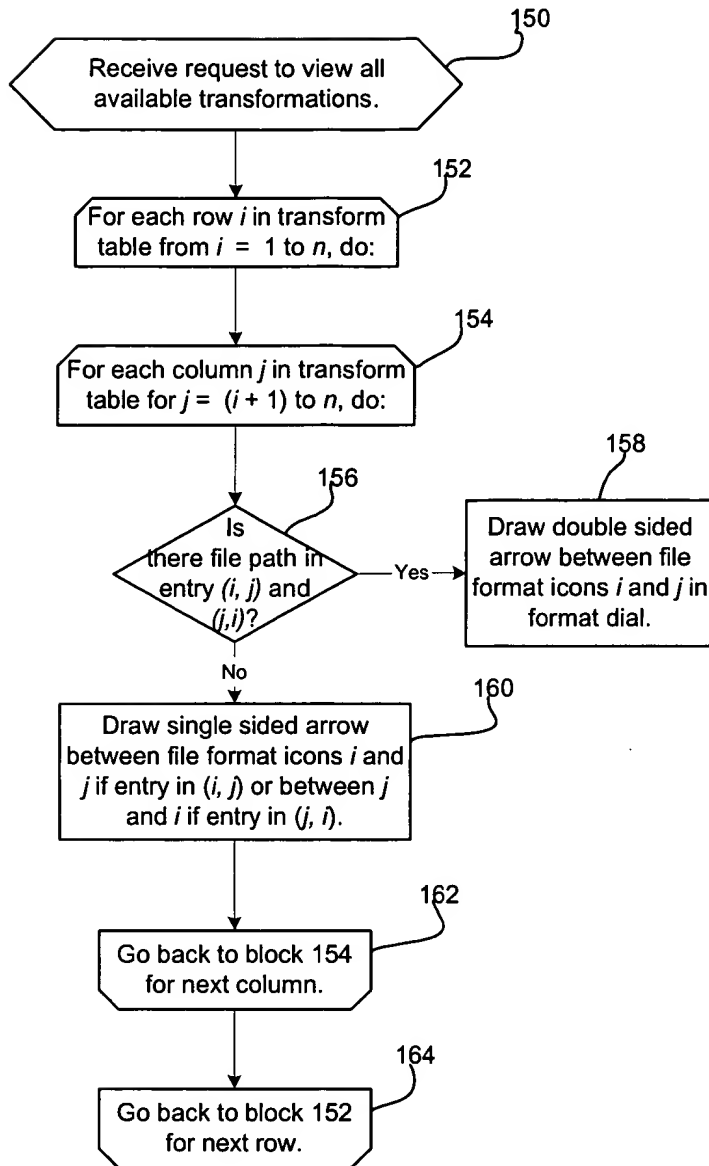 150
Receive request to view all
available transformations.
152
For each row i in transform
table from i = 1 to n, do:
154
For each column j in transform
table for j = (i + 1) to n, do:
156
Is
there file path in
entry (i, j) and
(j,i)?
Yes
158
Draw double sided
arrow between file
format icons i and j in
format dial.
No
160
Draw single sided arrow
between file format icons i and
j if entry in (i, j) or between j
and i if entry in (j, i).
162
Go back to block 154
for next column.
164
Go back to block 152
for next row.